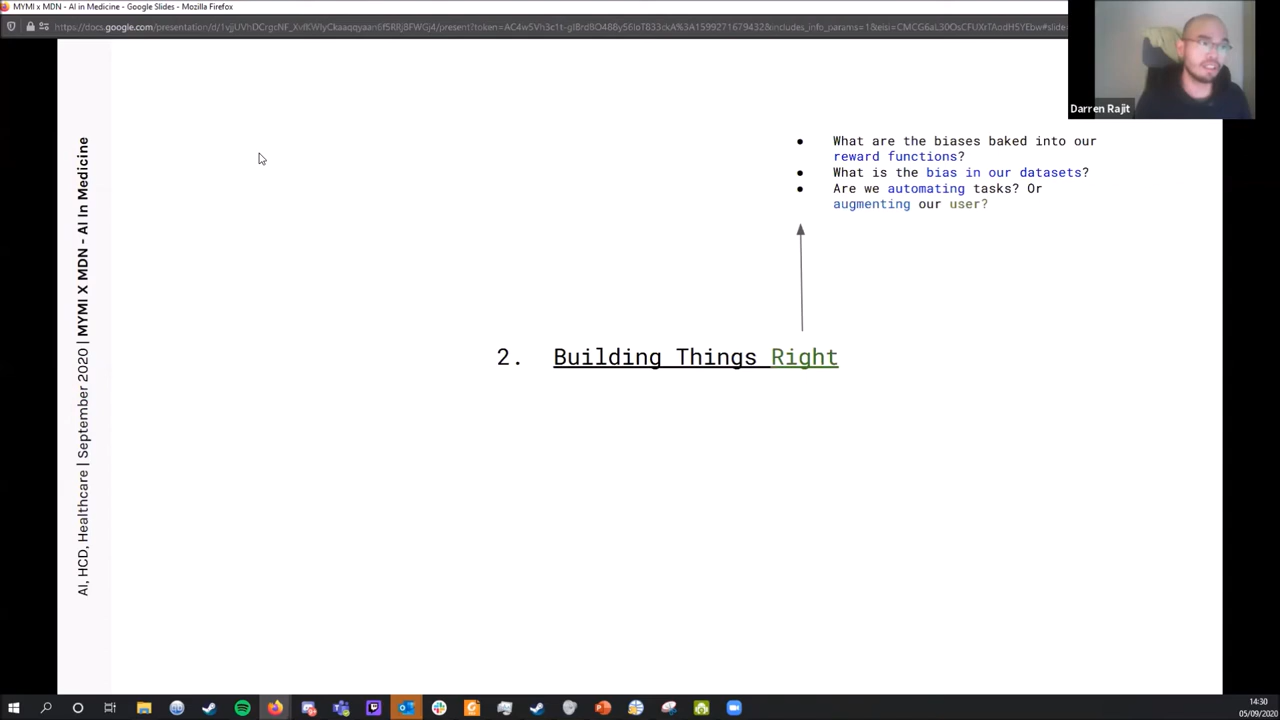 MYMI x MDN - AI in Medicine - Google Slides - Mozilla Firefox
Darren Rajit
AI, HCD, Healthcare | September 2020 | MYMI X MDN - AI In Medicine
● What are the biases baked into our
reward functions?
● What is the bias in our datasets?
● Are we automating tasks? Or
augmenting our user?
2. Building Things Right
14:30
05/09/2020